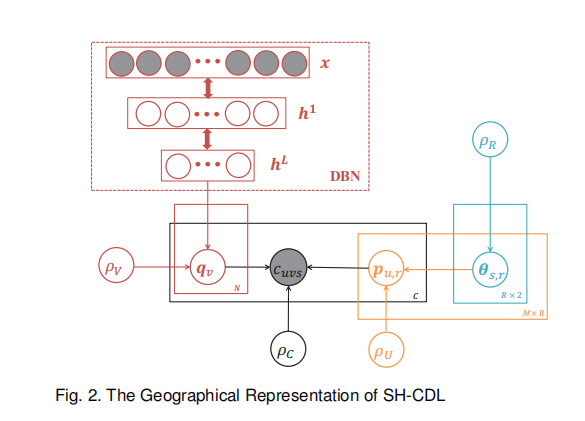 x
h¹
h^L
DBN
ρ_R
ρ_V
q_v
N
c_uvs
C
p_u,r
θ_s,r
R × 2
M × R
ρ_C
ρ_U
Fig. 2. The Geographical Representation of SH-CDL